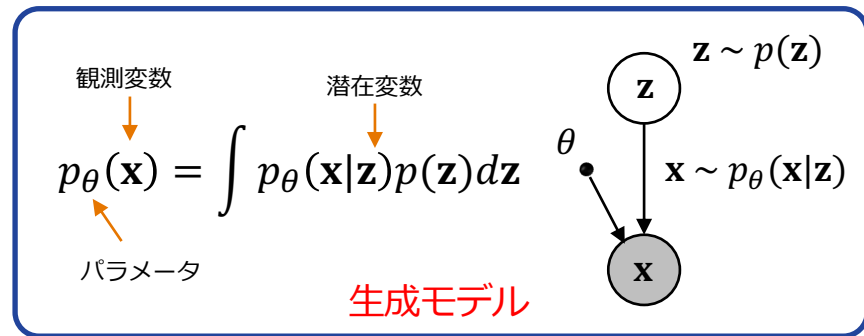 観測変数
潜在変数
p_θ(𝐱) = ∫ p_θ(𝐱|𝐳)p(𝐳)d𝐳
パラメータ
生成モデル
𝐳 ~ p(𝐳)
𝐳
θ
𝐱 ~ p_θ(𝐱|𝐳)
𝐱